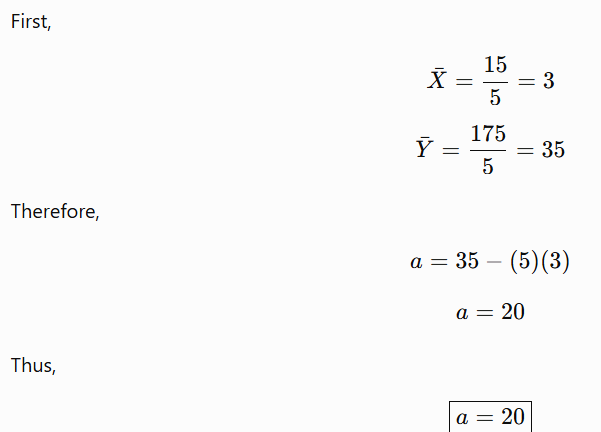 First,
X̄ = 15/5 = 3
Ȳ = 175/5 = 35
Therefore,
a = 35 − (5)(3)
a = 20
Thus,
a = 20